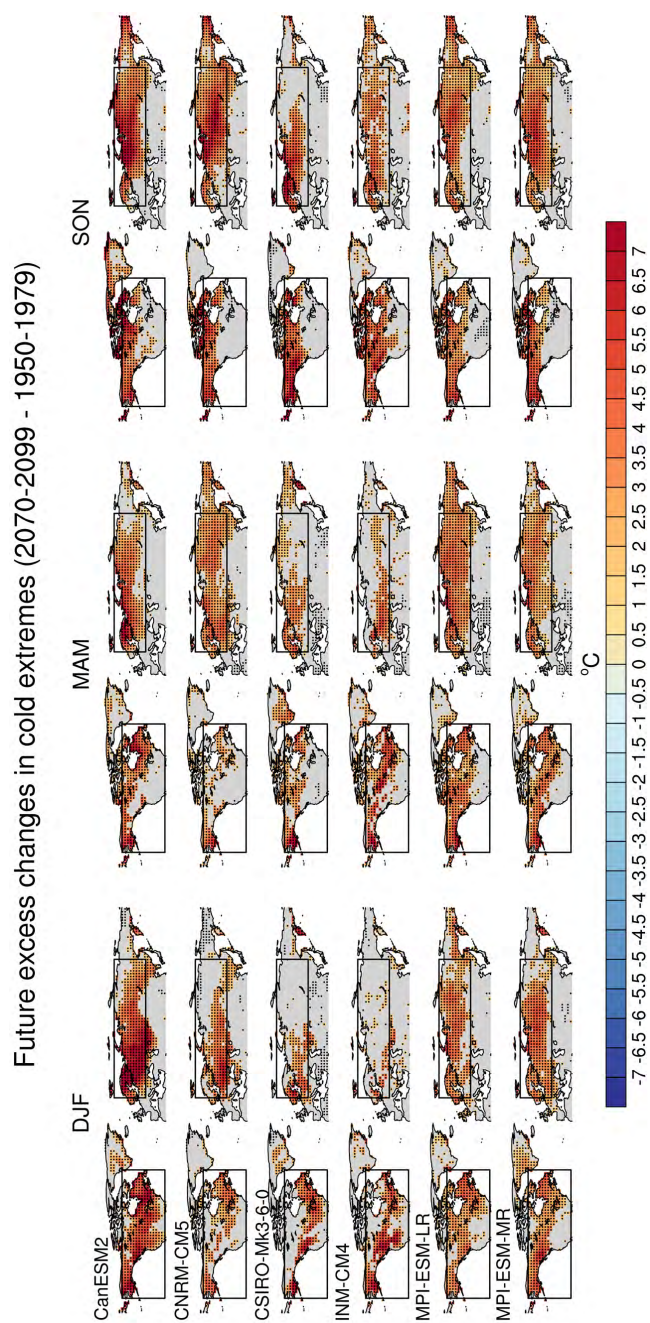 Future excess changes in cold extremes (2070-2099 - 1950-1979)
DJF MAM SON
CanESM2
CNRM-CM5
CSIRO-Mk3-6-0
INM-CM4
MPI-ESM-LR
MPI-ESM-MR
°C
-7 -6.5 -6 -5.5 -5 -4.5 -4 -3.5 -3 -2.5 -2 -1.5 -1 -0.5 0 0.5 1 1.5 2 2.5 3 3.5 4 4.5 5 5.5 6 6.5 7